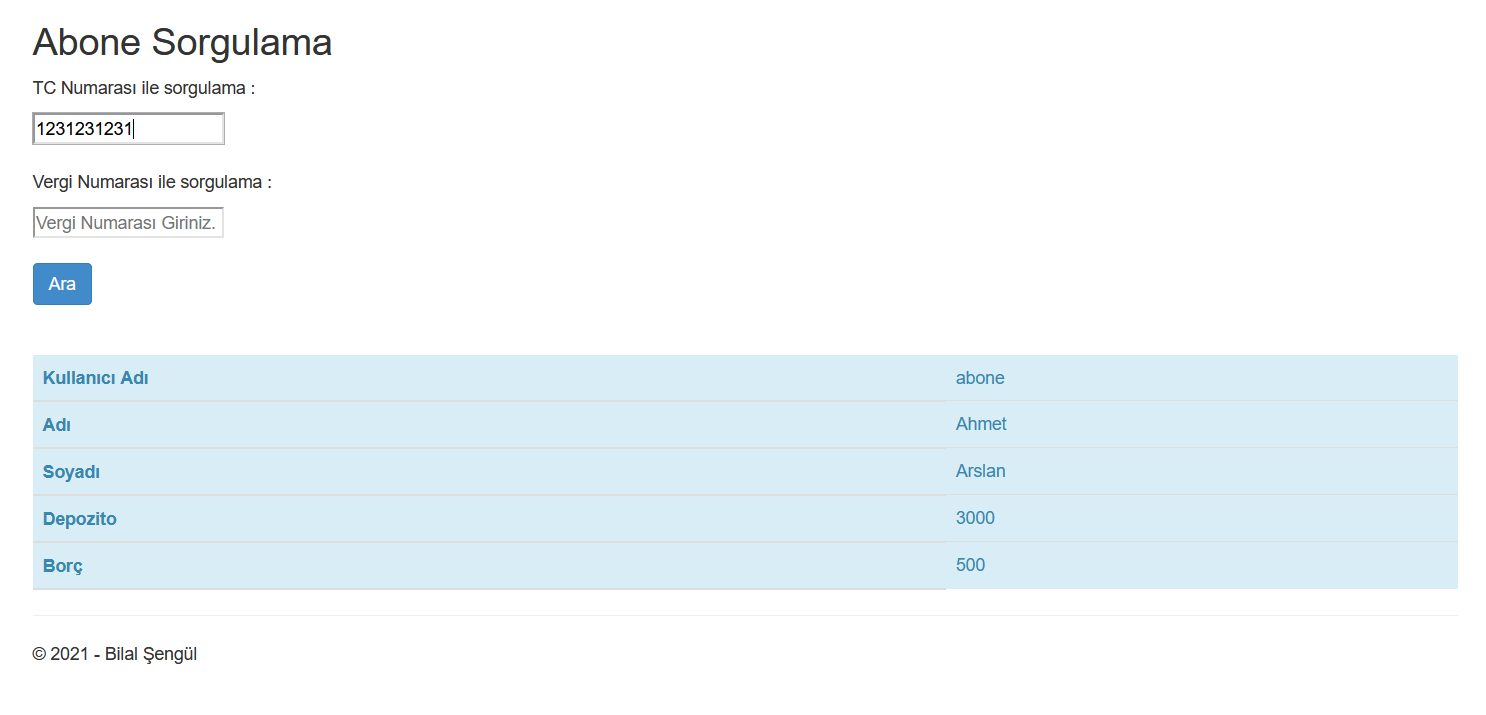 Abone Sorgulama
TC Numarası ile sorgulama :
1231231231
Vergi Numarası ile sorgulama :
Vergi Numarası Giriniz.
Ara
Kullanıcı Adı abone
Adı Ahmet
Soyadı Arslan
Depozito 3000
Borç 500
© 2021 - Bilal Şengül